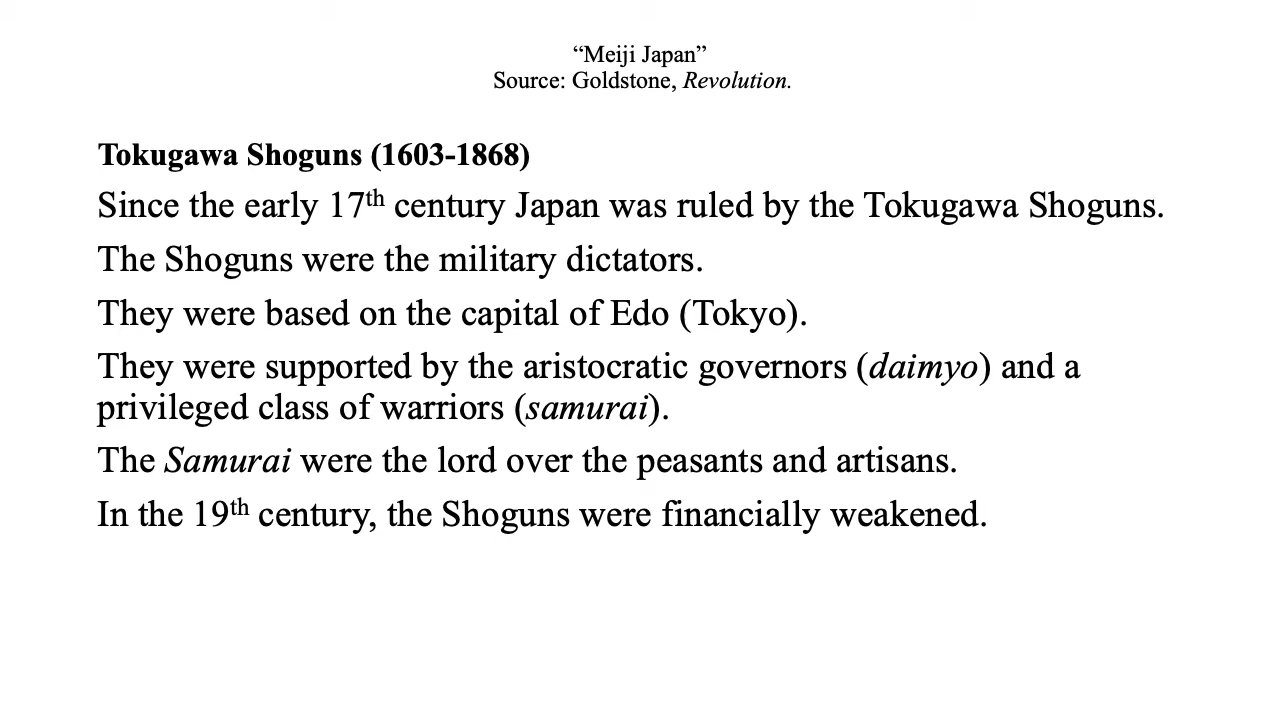 “Meiji Japan”
Source: Goldstone, Revolution.
Tokugawa Shoguns (1603-1868)
Since the early 17th century Japan was ruled by the Tokugawa Shoguns.
The Shoguns were the military dictators.
They were based on the capital of Edo (Tokyo).
They were supported by the aristocratic governors (daimyo) and a
privileged class of warriors (samurai).
The Samurai were the lord over the peasants and artisans.
In the 19th century, the Shoguns were financially weakened.